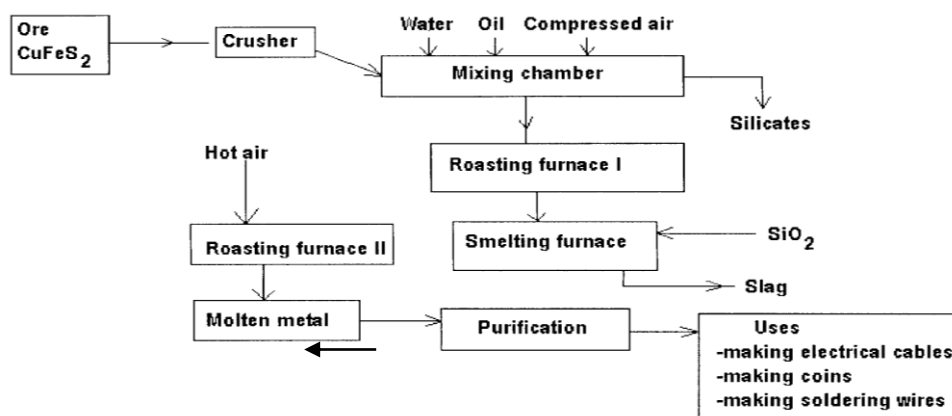 Ore
CuFeS2
Crusher
Water
Oil
Compressed air
Mixing chamber
Silicates
Roasting furnace I
Hot air
Roasting furnace II
Smelting furnace
SiO2
Slag
Molten metal
Purification
Uses
-making electrical cables
-making coins
-making soldering wires